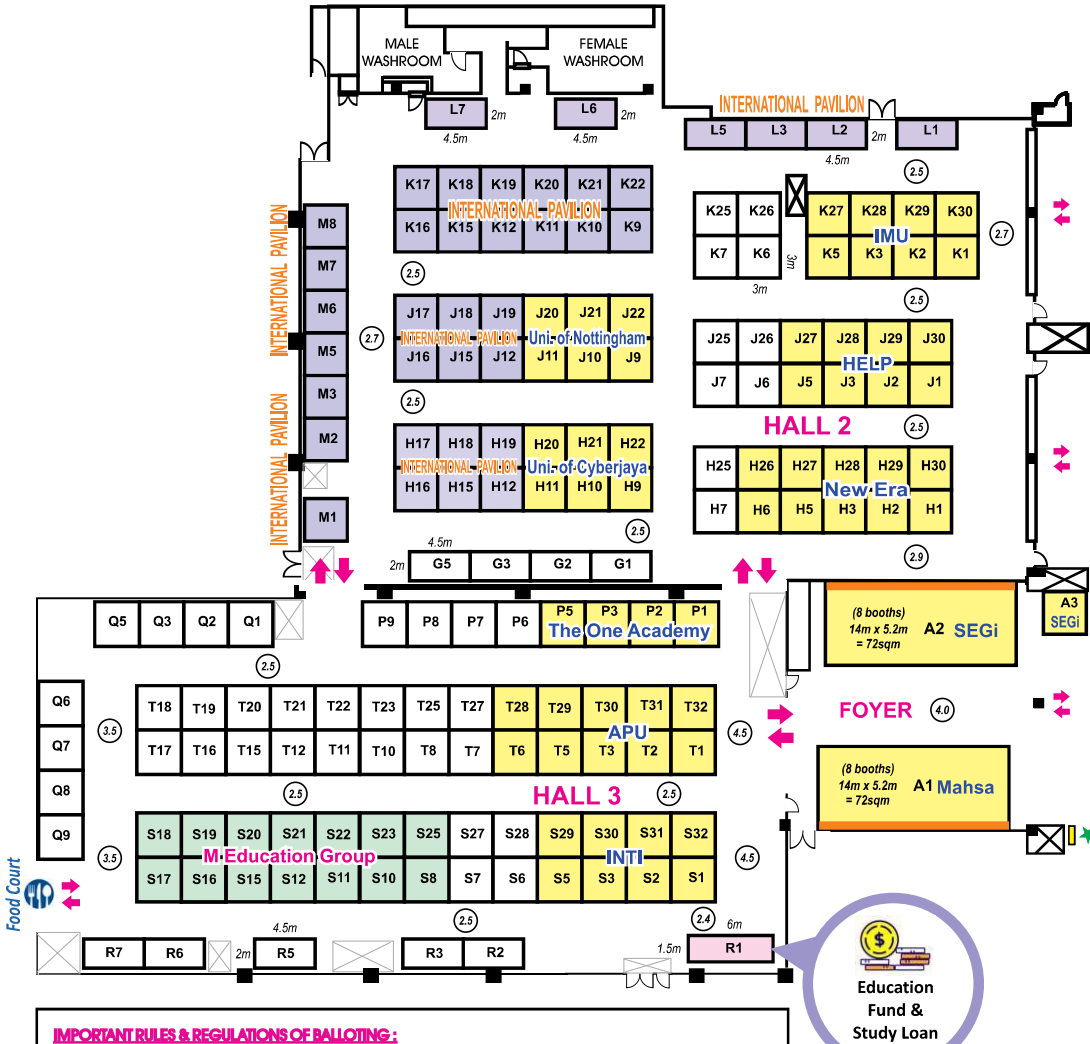 MALE
WASHROOM
FEMALE
WASHROOM
INTERNATIONAL PAVILION
L7 2m
4.5m
L6 2m
4.5m
L5 L3 L2 2m L1
4.5m
2.5
K17 K18 K19 K20 K21 K22
INTERNATIONAL PAVILION
K16 K15 K12 K11 K10 K9
K25 K26 K27 K28 K29 K30
IMU
K7 K6 3m K5 K3 K2 K1
3m
2.7
2.5
2.5
INTERNATIONAL PAVILION
INTERNATIONAL PAVILION
M8
M7
M6
M5
M3
M2
M1
2.7
J17 J18 J19 J20 J21 J22
INTERNATIONAL PAVILION Uni. of Nottingham
J16 J15 J12 J11 J10 J9
J25 J26 J27 J28 J29 J30
HELP
J7 J6 J5 J3 J2 J1
2.5
HALL 2
2.5
H17 H18 H19 H20 H21 H22
INTERNATIONAL PAVILION Uni. of Cyberjaya
H16 H15 H12 H11 H10 H9
H25 H26 H27 H28 H29 H30
New Era
H7 H6 H5 H3 H2 H1
2.5
2.9
4.5m
2m G5 G3 G2 G1
Q5 Q3 Q2 Q1
P9 P8 P7 P6 P5 P3 P2 P1
The One Academy
(8 booths)
14m x 5.2m
= 72sqm
A2 SEGi
A3
SEGi
2.5
Q6
Q7
Q8
Q9
3.5
T18 T19 T20 T21 T22 T23 T25 T27 T28 T29 T30 T31 T32
APU
T17 T16 T15 T12 T11 T10 T8 T7 T6 T5 T3 T2 T1
4.5
FOYER 4.0
(8 booths)
14m x 5.2m
= 72sqm
A1 Mahsa
2.5
HALL 3
2.5
3.5
S18 S19 S20 S21 S22 S23 S25 S27 S28 S29 S30 S31 S32
M Education Group
INTI
S17 S16 S15 S12 S11 S10 S8 S7 S6 S5 S3 S2 S1
4.5
Food Court
2.5
2.4 6m
R7 R6 2m R5 R3 R2 1.5m R1
4.5m
$
Education
Fund &
Study Loan
IMPORTANT RULES & REGULATIONS OF BALLOTING :